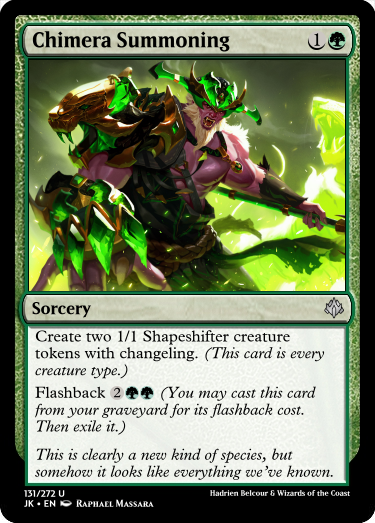 Chimera Summoning 1
Sorcery
Create two 1/1 Shapeshifter creature
tokens with changeling. (This card is every
creature type.)
Flashback 2 (You may cast this card
from your graveyard for its flashback cost.
Then exile it.)
This is clearly a new kind of species, but
somehow it looks like everything we've known.
131/272 U
JK • EN Raphael Massara
Hadrien Belcour & Wizards of the Coast